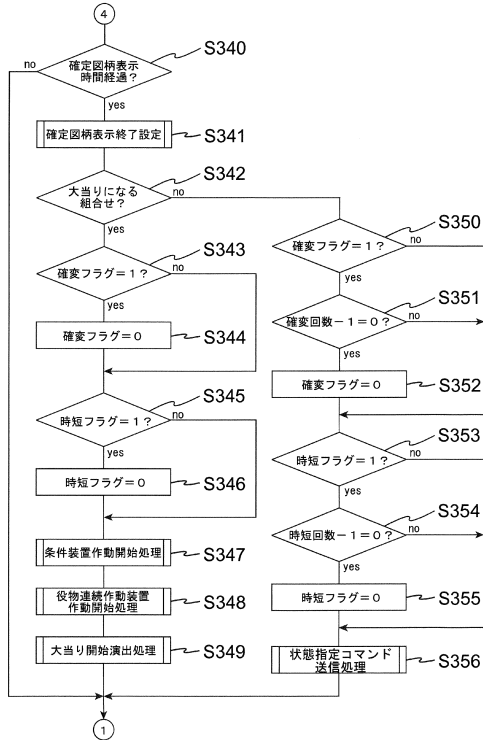 4
確定図柄表示
時間経過？
no
yes
S340
確定図柄表示終了設定
S341
大当りになる
組合せ？
no
yes
S342
確変フラグ＝１？
no
yes
S343
確変フラグ＝０
S344
時短フラグ＝１？
no
yes
S345
時短フラグ＝０
S346
条件装置作動開始処理
S347
役物連続作動装置
作動開始処理
S348
大当り開始演出処理
S349
確変フラグ＝１？
no
yes
S350
確変回数－１＝０？
no
yes
S351
確変フラグ＝０
S352
時短フラグ＝１？
no
yes
S353
時短回数－１＝０？
no
yes
S354
時短フラグ＝０
S355
状態指定コマンド
送信処理
S356
1